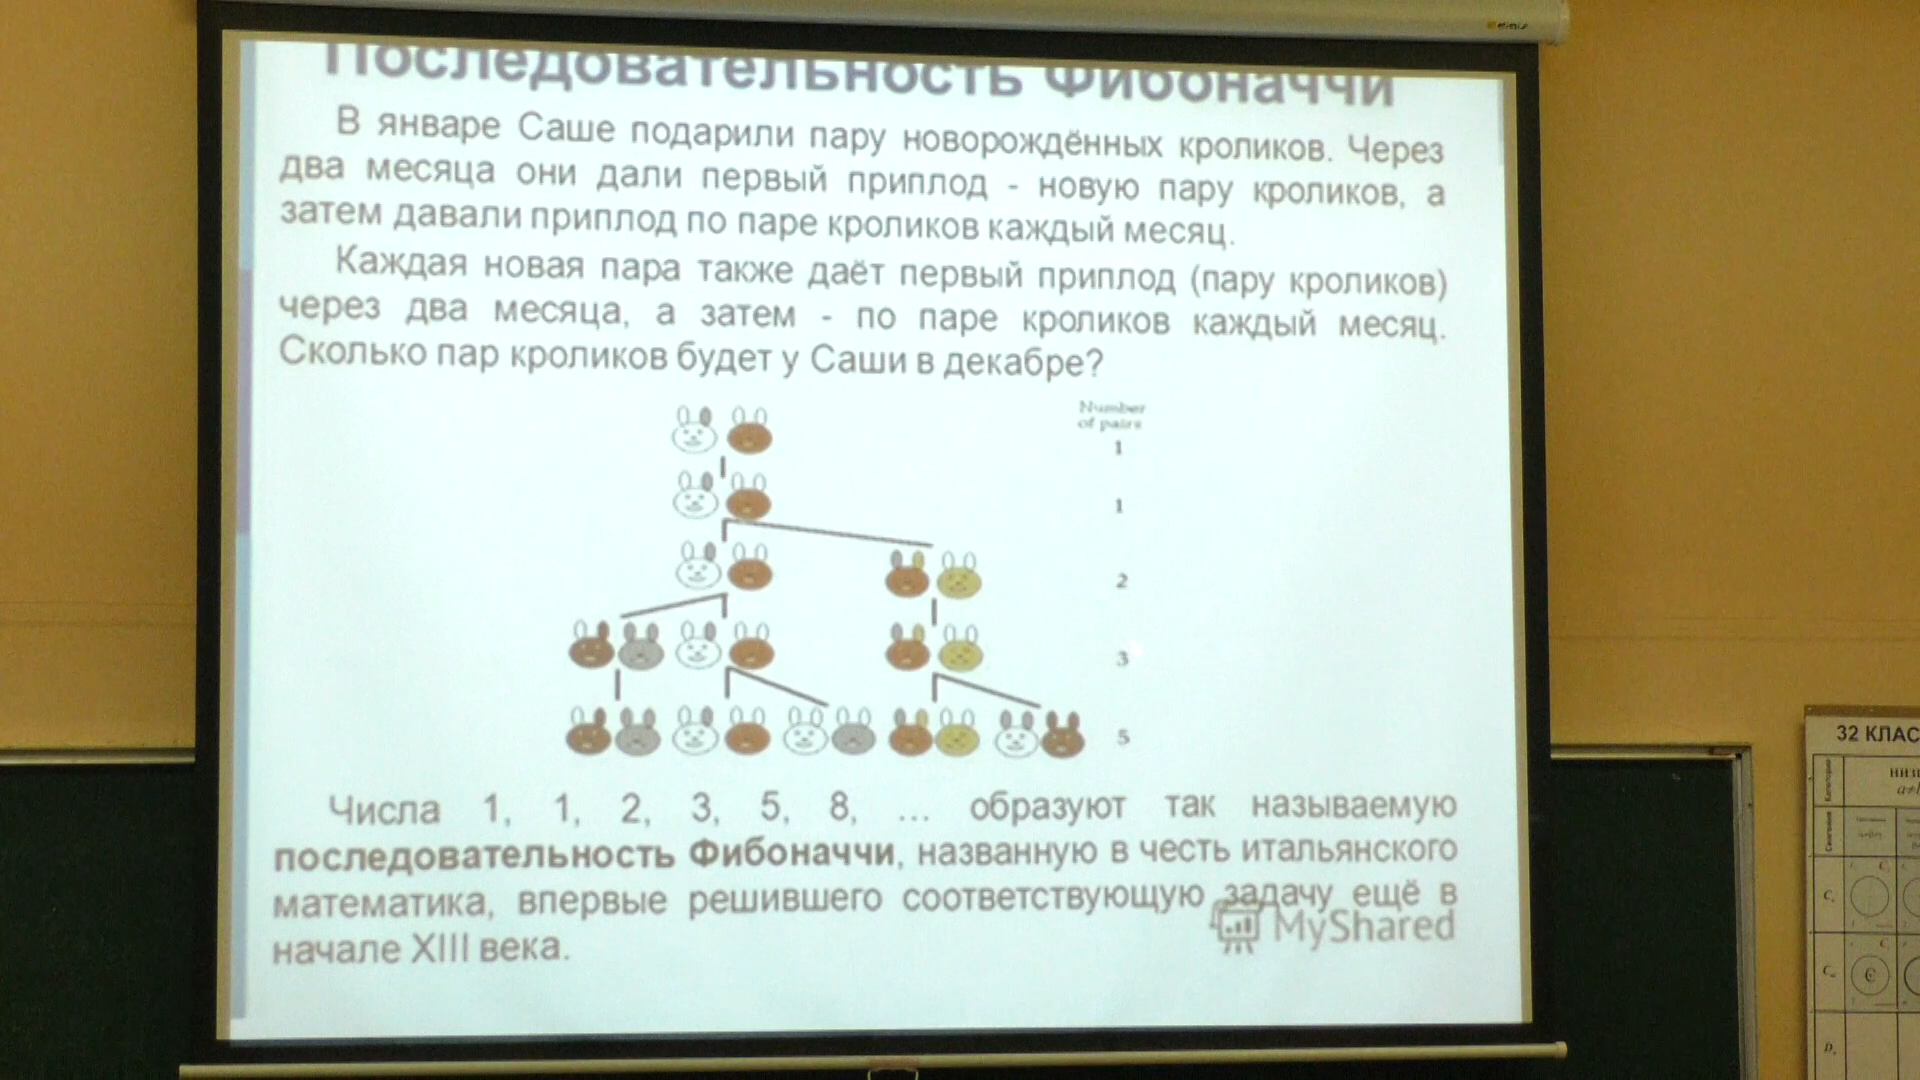 Последовательность Фибоначчи
В январе Саше подарили пару новорождённых кроликов. Через
два месяца они дали первый приплод - новую пару кроликов, а
затем давали приплод по паре кроликов каждый месяц.
Каждая новая пара также даёт первый приплод (пару кроликов)
через два месяца, а затем - по паре кроликов каждый месяц.
Сколько пар кроликов будет у Саши в декабре?
Number
of pairs
1
1
2
3
5
Числа 1, 1, 2, 3, 5, 8, ... образуют так называемую
последовательность Фибоначчи, названную в честь итальянского
математика, впервые решившего соответствующую задачу ещё в
начале XIII века.
MyShared
32 КЛАС